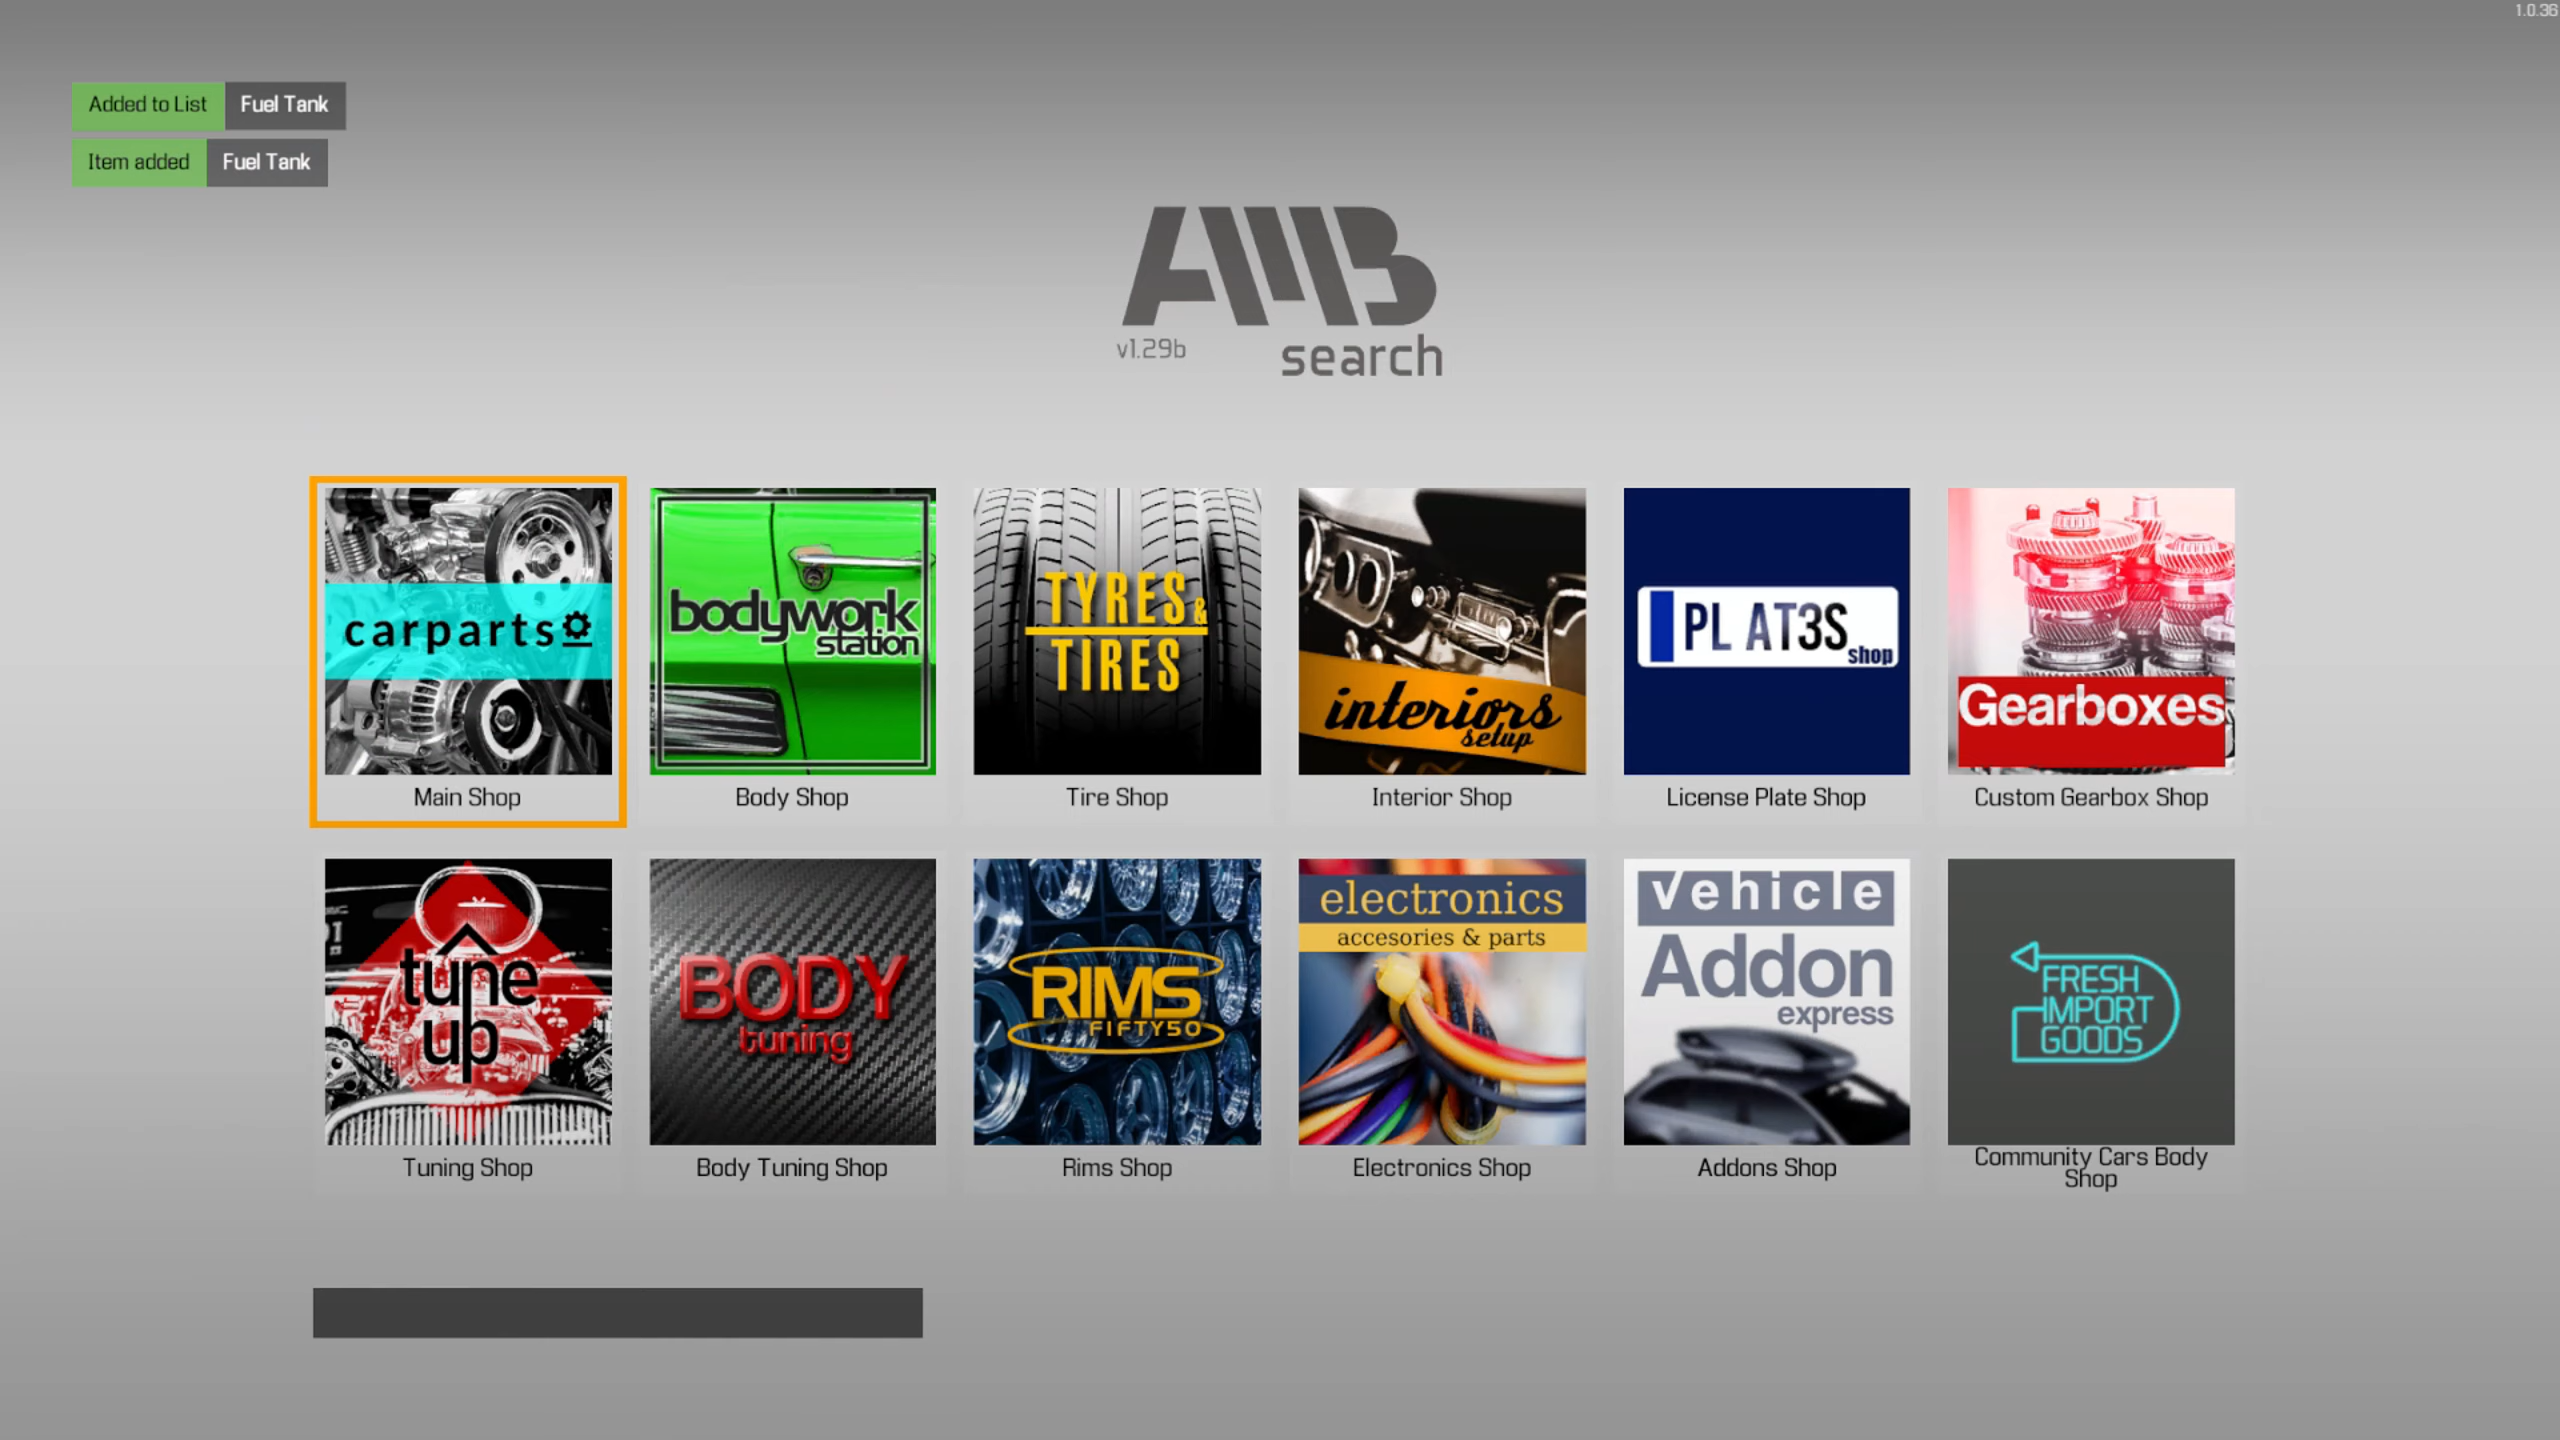 1.0.36
Added to List Fuel Tank
Item added Fuel Tank
AMB
v1.29b search
carparts
bodywork
station
TYRES &
TIRES
interiors
setup
PL AT3S
shop
Gearboxes
Main Shop
Body Shop
Tire Shop
Interior Shop
License Plate Shop
Custom Gearbox Shop
tune
up
BODY
tuning
RIMS
FIFTY50
electronics
accesories & parts
vehicle
Addon
express
FRESH
IMPORT
GOODS
Tuning Shop
Body Tuning Shop
Rims Shop
Electronics Shop
Addons Shop
Community Cars Body
Shop